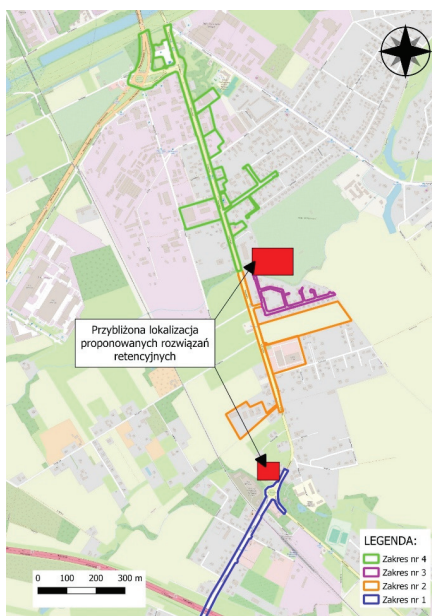 Przybliżona lokalizacja
proponowanych rozwiązań
retencyjnych
LEGENDA:
Zakres nr 4
Zakres nr 3
Zakres nr 2
Zakres nr 1
0 100 200 300 m